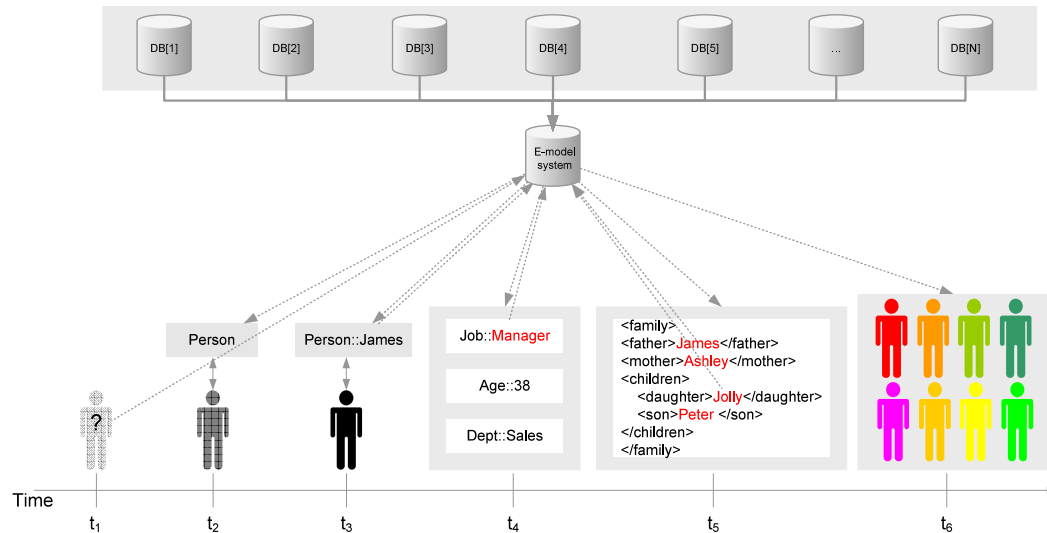 DB[1]
DB[2]
DB[3]
DB[4]
DB[5]
...
DB[N]
E-model
system
Person
Person::James
Job::Manager
Age::38
Dept::Sales
<family>
<father>James</father>
<mother>Ashley</mother>
<children>
<daughter>Jolly</daughter>
<son>Peter </son>
</children>
</family>
?
Time
t1
t2
t3
t4
t5
t6